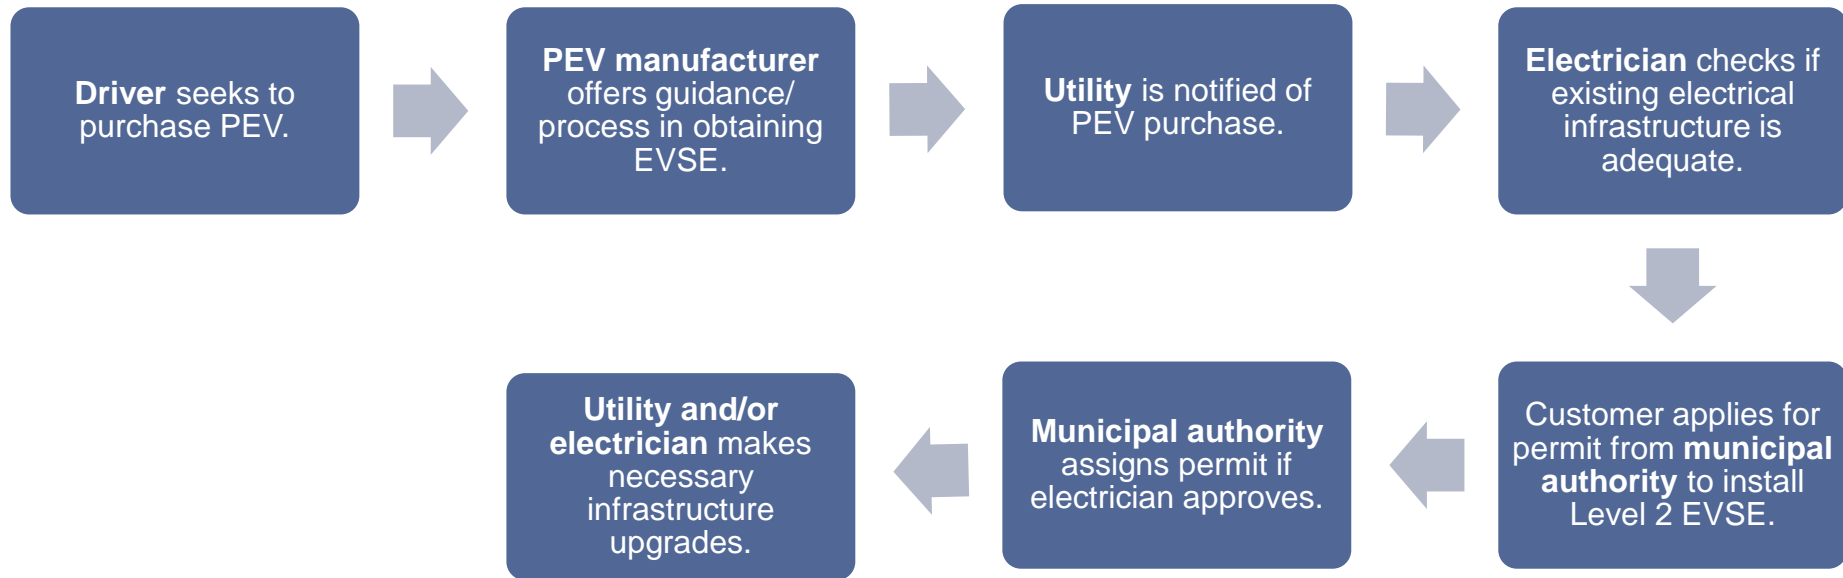 Driver seeks to
purchase PEV.
PEV manufacturer
offers guidance/
process in obtaining
EVSE.
Utility is notified of
PEV purchase.
Electrician checks if
existing electrical
infrastructure is
adequate.
Customer applies for
permit from municipal
authority to install
Level 2 EVSE.
Municipal authority
assigns permit if
electrician approves.
Utility and/or
electrician makes
necessary
infrastructure
upgrades.